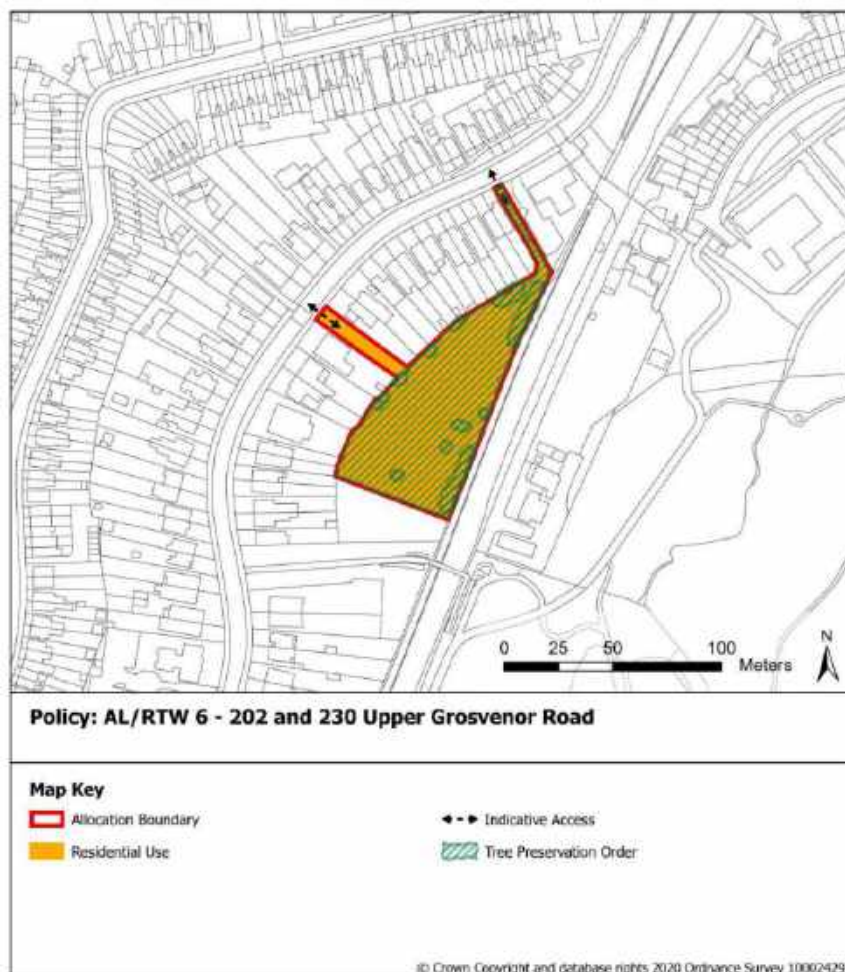 0 25 50 100
Meters
N
Policy: AL/RTW 6 - 202 and 230 Upper Grosvenor Road
Map Key
Allocation Boundary
Indicative Access
Residential Use
Tree Preservation Order
© Crown Copyright and database rights 2020 Ordnance Survey 10002429